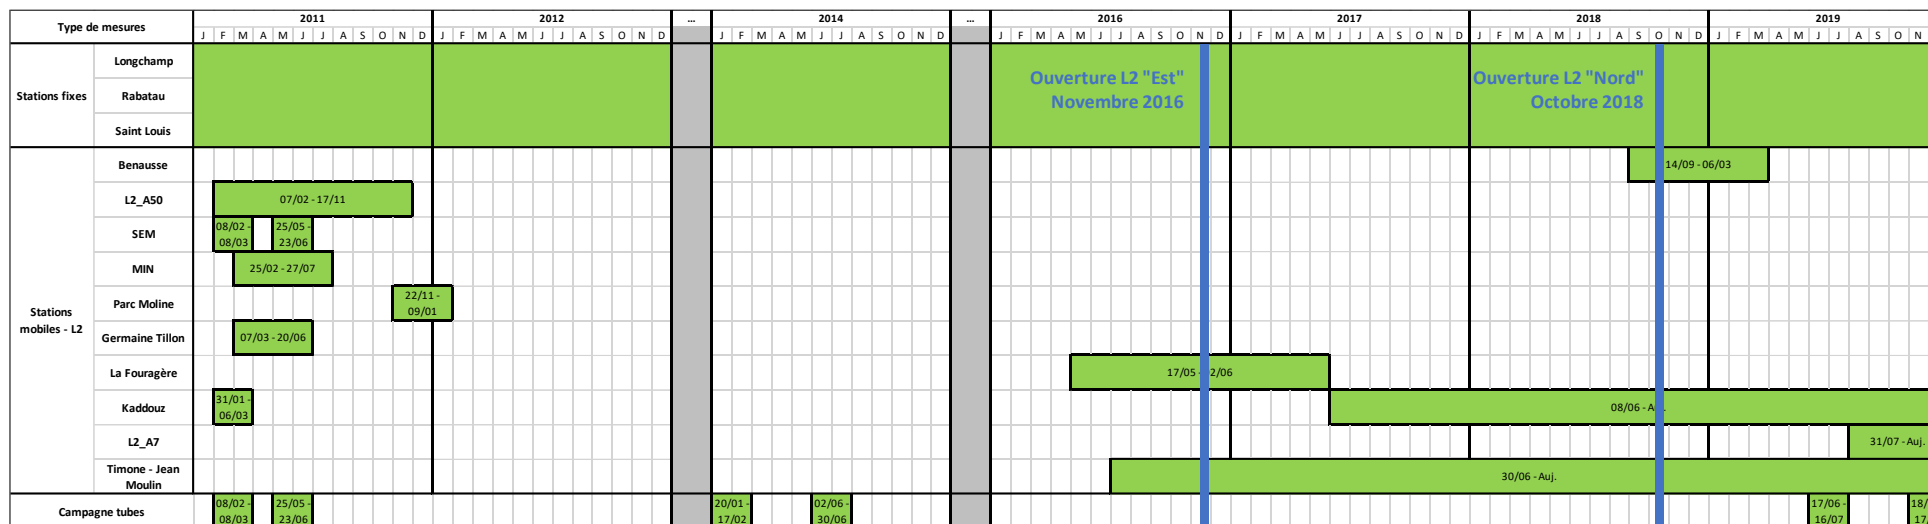 Type de mesures
2011 2012 ... 2014 ... 2016 2017 2018 2019
J F M A M J J A S O N D J F M A M J J A S O N D J F M A M J J A S O N D J F M A M J J A S O N D J F M A M J J A S O N D J F M A M J J A S O N D J F M A M J J A S O N
Stations fixes
Longchamp
Rabatau
Saint Louis
Ouverture L2 "Est"
Novembre 2016
Ouverture L2 "Nord"
Octobre 2018
Stations
mobiles - L2
Benausse
14/09 - 06/03
L2_A50
07/02 - 17/11
SEM
08/02 -
08/03
25/05 -
23/06
MIN
25/02 - 27/07
Parc Moline
22/11 -
09/01
Germaine Tillon
07/03 - 20/06
La Fouragère
17/05 - 02/06
Kaddouz
31/01 -
06/03
08/06 - Auj.
L2_A7
31/07 - Auj.
Timone - Jean
Moulin
30/06 - Auj.
Campagne tubes
08/02 -
08/03
25/05 -
23/06
20/01 -
17/02
02/06 -
30/06
17/06 -
16/07
18/
17/